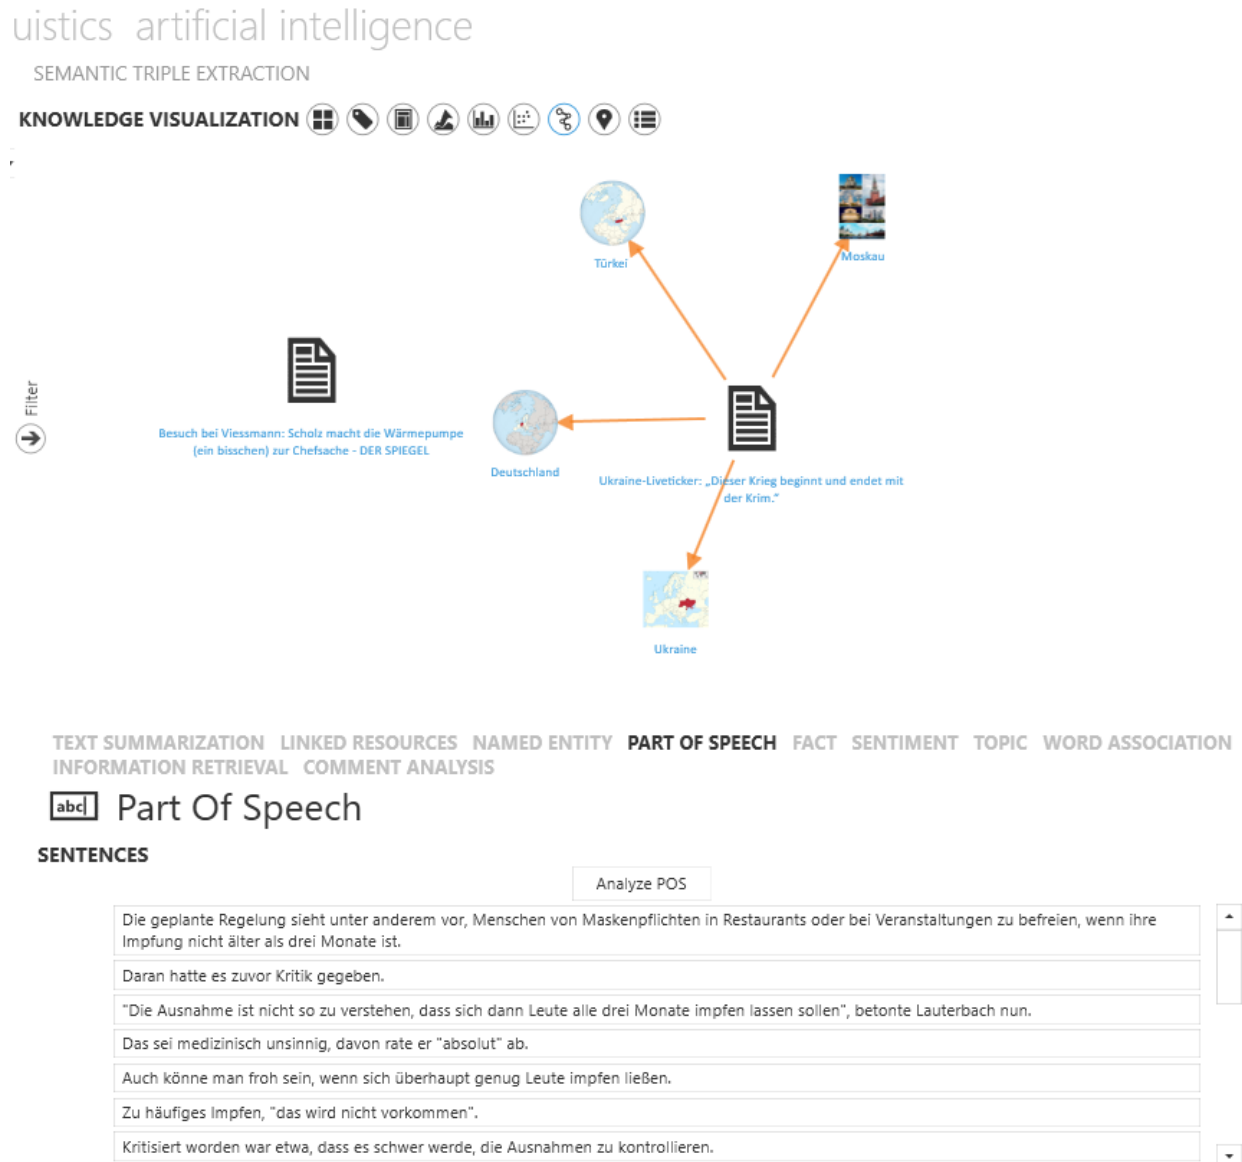 uistics artificial intelligence
SEMANTIC TRIPLE EXTRACTION
KNOWLEDGE VISUALIZATION
Türkei
Moskau
Filter
Besuch bei Viessmann: Scholz macht die Wärmepumpe
(ein bisschen) zur Chefsache - DER SPIEGEL
Deutschland
Ukraine-Liveticker: „Dieser Krieg beginnt und endet mit
der Krim.“
Ukraine
TEXT SUMMARIZATION LINKED RESOURCES NAMED ENTITY PART OF SPEECH FACT SENTIMENT TOPIC WORD ASSOCIATION
INFORMATION RETRIEVAL COMMENT ANALYSIS
abc Part Of Speech
SENTENCES
Analyze POS
Die geplante Regelung sieht unter anderem vor, Menschen von Maskenpflichten in Restaurants oder bei Veranstaltungen zu befreien, wenn ihre
Impfung nicht älter als drei Monate ist.
Daran hatte es zuvor Kritik gegeben.
"Die Ausnahme ist nicht so zu verstehen, dass sich dann Leute alle drei Monate impfen lassen sollen", betonte Lauterbach nun.
Das sei medizinisch unsinnig, davon rate er "absolut" ab.
Auch könne man froh sein, wenn sich überhaupt genug Leute impfen ließen.
Zu häufiges Impfen, "das wird nicht vorkommen".
Kritisiert worden war etwa, dass es schwer werde, die Ausnahmen zu kontrollieren.